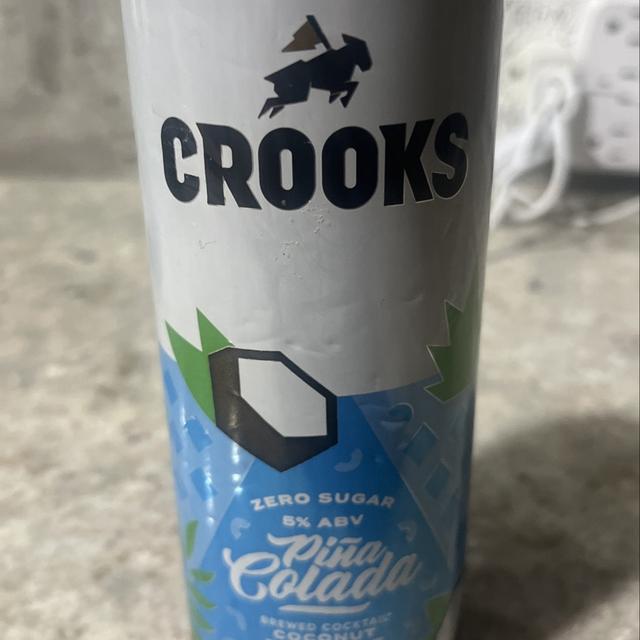 CROOKS
ZERO SUGAR
5% ABV
Piña
Colada
BREWED COCKTAIL
COCONUT